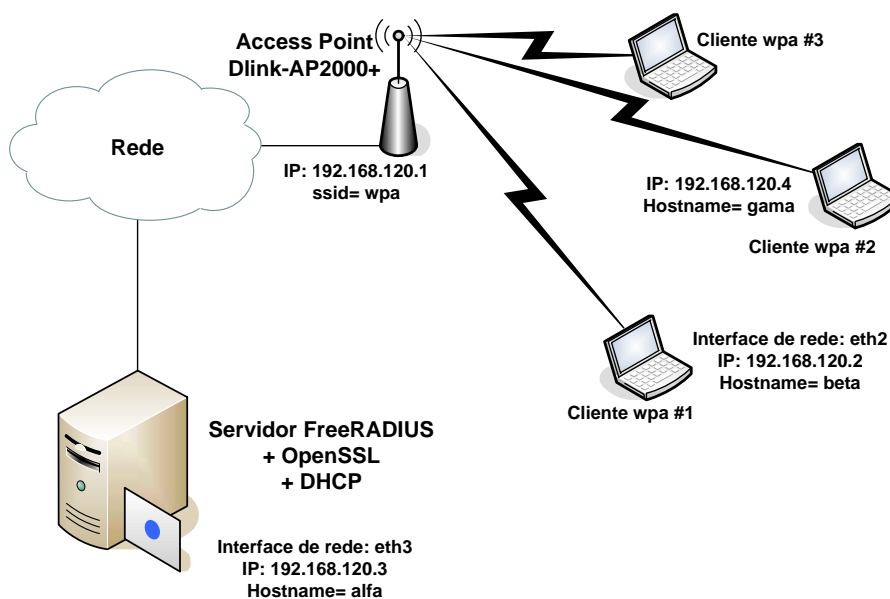 Access Point
Dlink-AP2000+
Cliente wpa #3
Rede
IP: 192.168.120.1
ssid= wpa
IP: 192.168.120.4
Hostname= gama
Cliente wpa #2
Interface de rede: eth2
IP: 192.168.120.2
Hostname= beta
Cliente wpa #1
Servidor FreeRADIUS
+ OpenSSL
+ DHCP
Interface de rede: eth3
IP: 192.168.120.3
Hostname= alfa